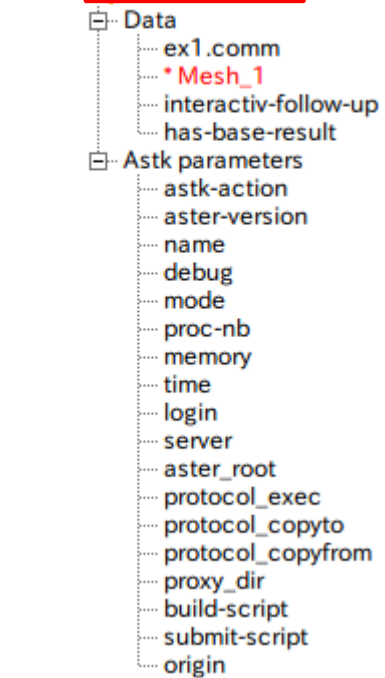 Data
ex1.comm
* Mesh_1
interactiv-follow-up
has-base-result
Astk parameters
astk-action
aster-version
name
debug
mode
proc-nb
memory
time
login
server
aster_root
protocol_exec
protocol_copyto
protocol_copyfrom
proxy_dir
build-script
submit-script
origin